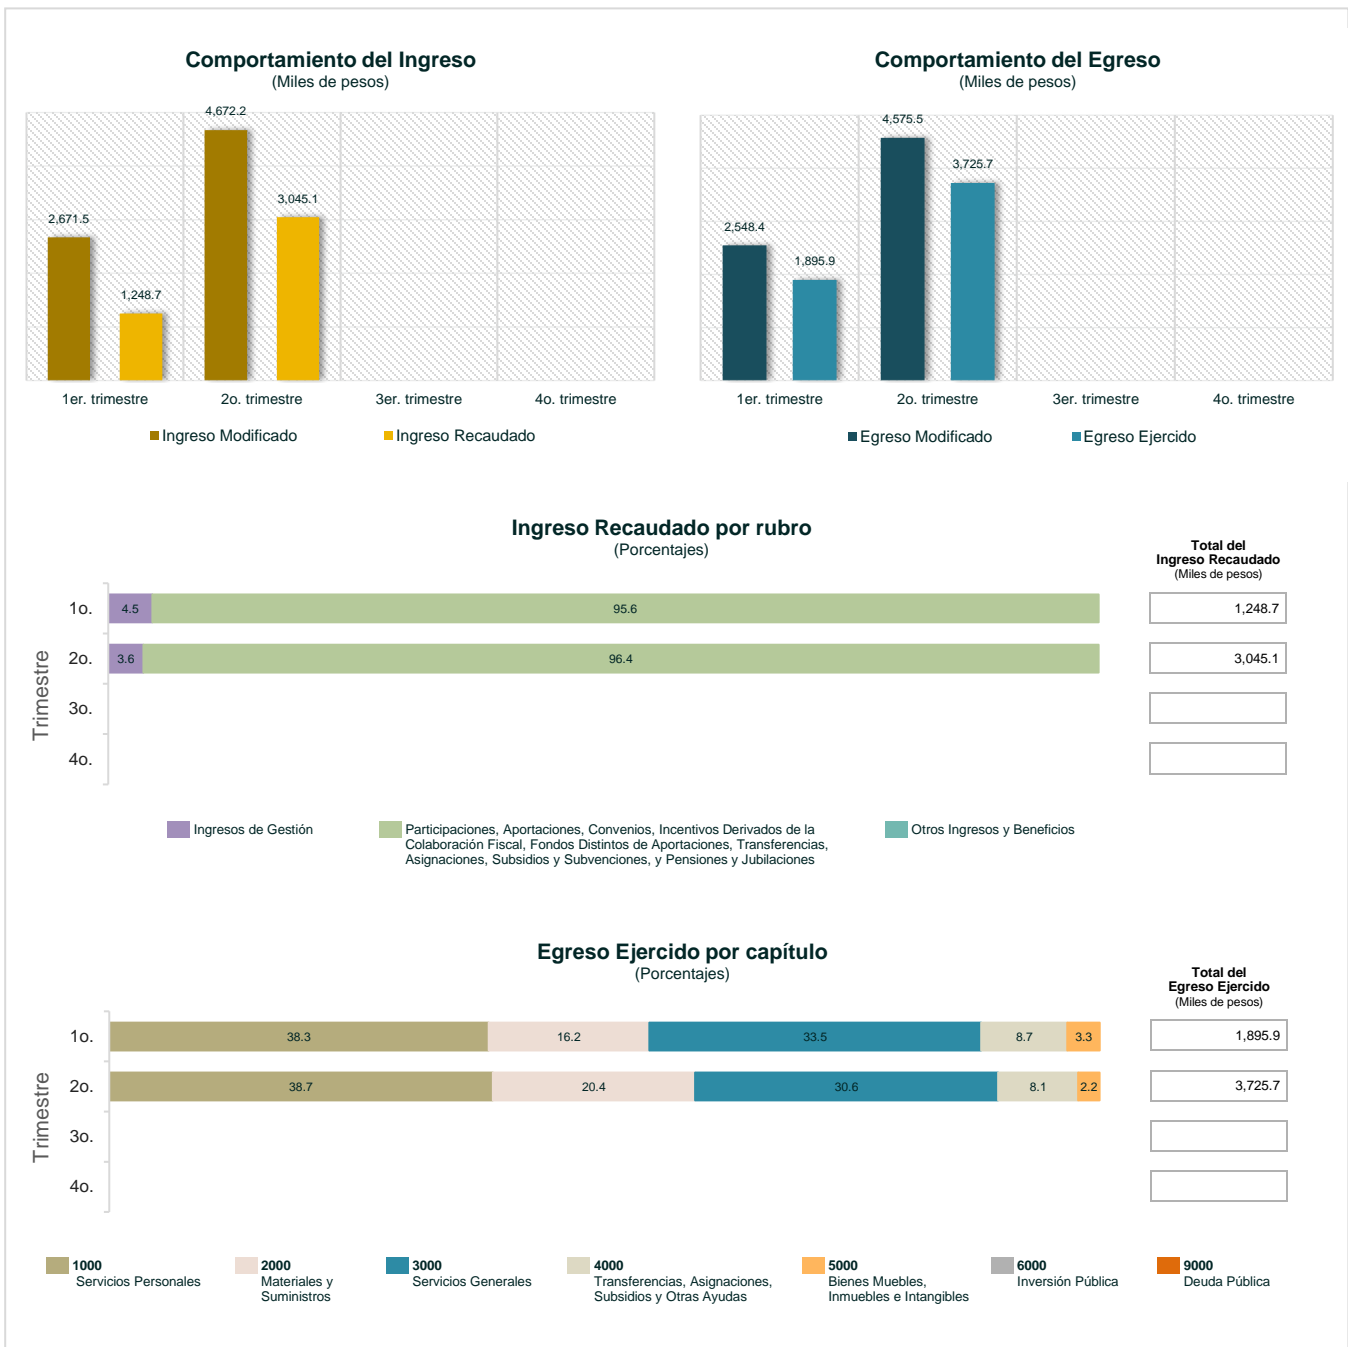 Comportamiento del Ingreso
(Miles de pesos)
4,672.2
3,045.1
2,671.5
1,248.7
1er. trimestre
2o. trimestre
3er. trimestre
4o. trimestre
Ingreso Modificado
Ingreso Recaudado
Comportamiento del Egreso
(Miles de pesos)
4,575.5
3,725.7
2,548.4
1,895.9
1er. trimestre
2o. trimestre
3er. trimestre
4o. trimestre
Egreso Modificado
Egreso Ejercido
Ingreso Recaudado por rubro
(Porcentajes)
Total del
Ingreso Recaudado
(Miles de pesos)
Trimestre
1o.
4.5
95.6
1,248.7
2o.
3.6
96.4
3,045.1
3o.
4o.
Ingresos de Gestión
Participaciones, Aportaciones, Convenios, Incentivos Derivados de la
Colaboración Fiscal, Fondos Distintos de Aportaciones, Transferencias,
Asignaciones, Subsidios y Subvenciones, y Pensiones y Jubilaciones
Otros Ingresos y Beneficios
Egreso Ejercido por capítulo
(Porcentajes)
Total del
Egreso Ejercido
(Miles de pesos)
Trimestre
1o.
38.3
16.2
33.5
8.7
3.3
1,895.9
2o.
38.7
20.4
30.6
8.1
2.2
3,725.7
3o.
4o.
1000
Servicios Personales
2000
Materiales y
Suministros
3000
Servicios Generales
4000
Transferencias, Asignaciones,
Subsidios y Otras Ayudas
5000
Bienes Muebles,
Inmuebles e Intangibles
6000
Inversión Pública
9000
Deuda Pública